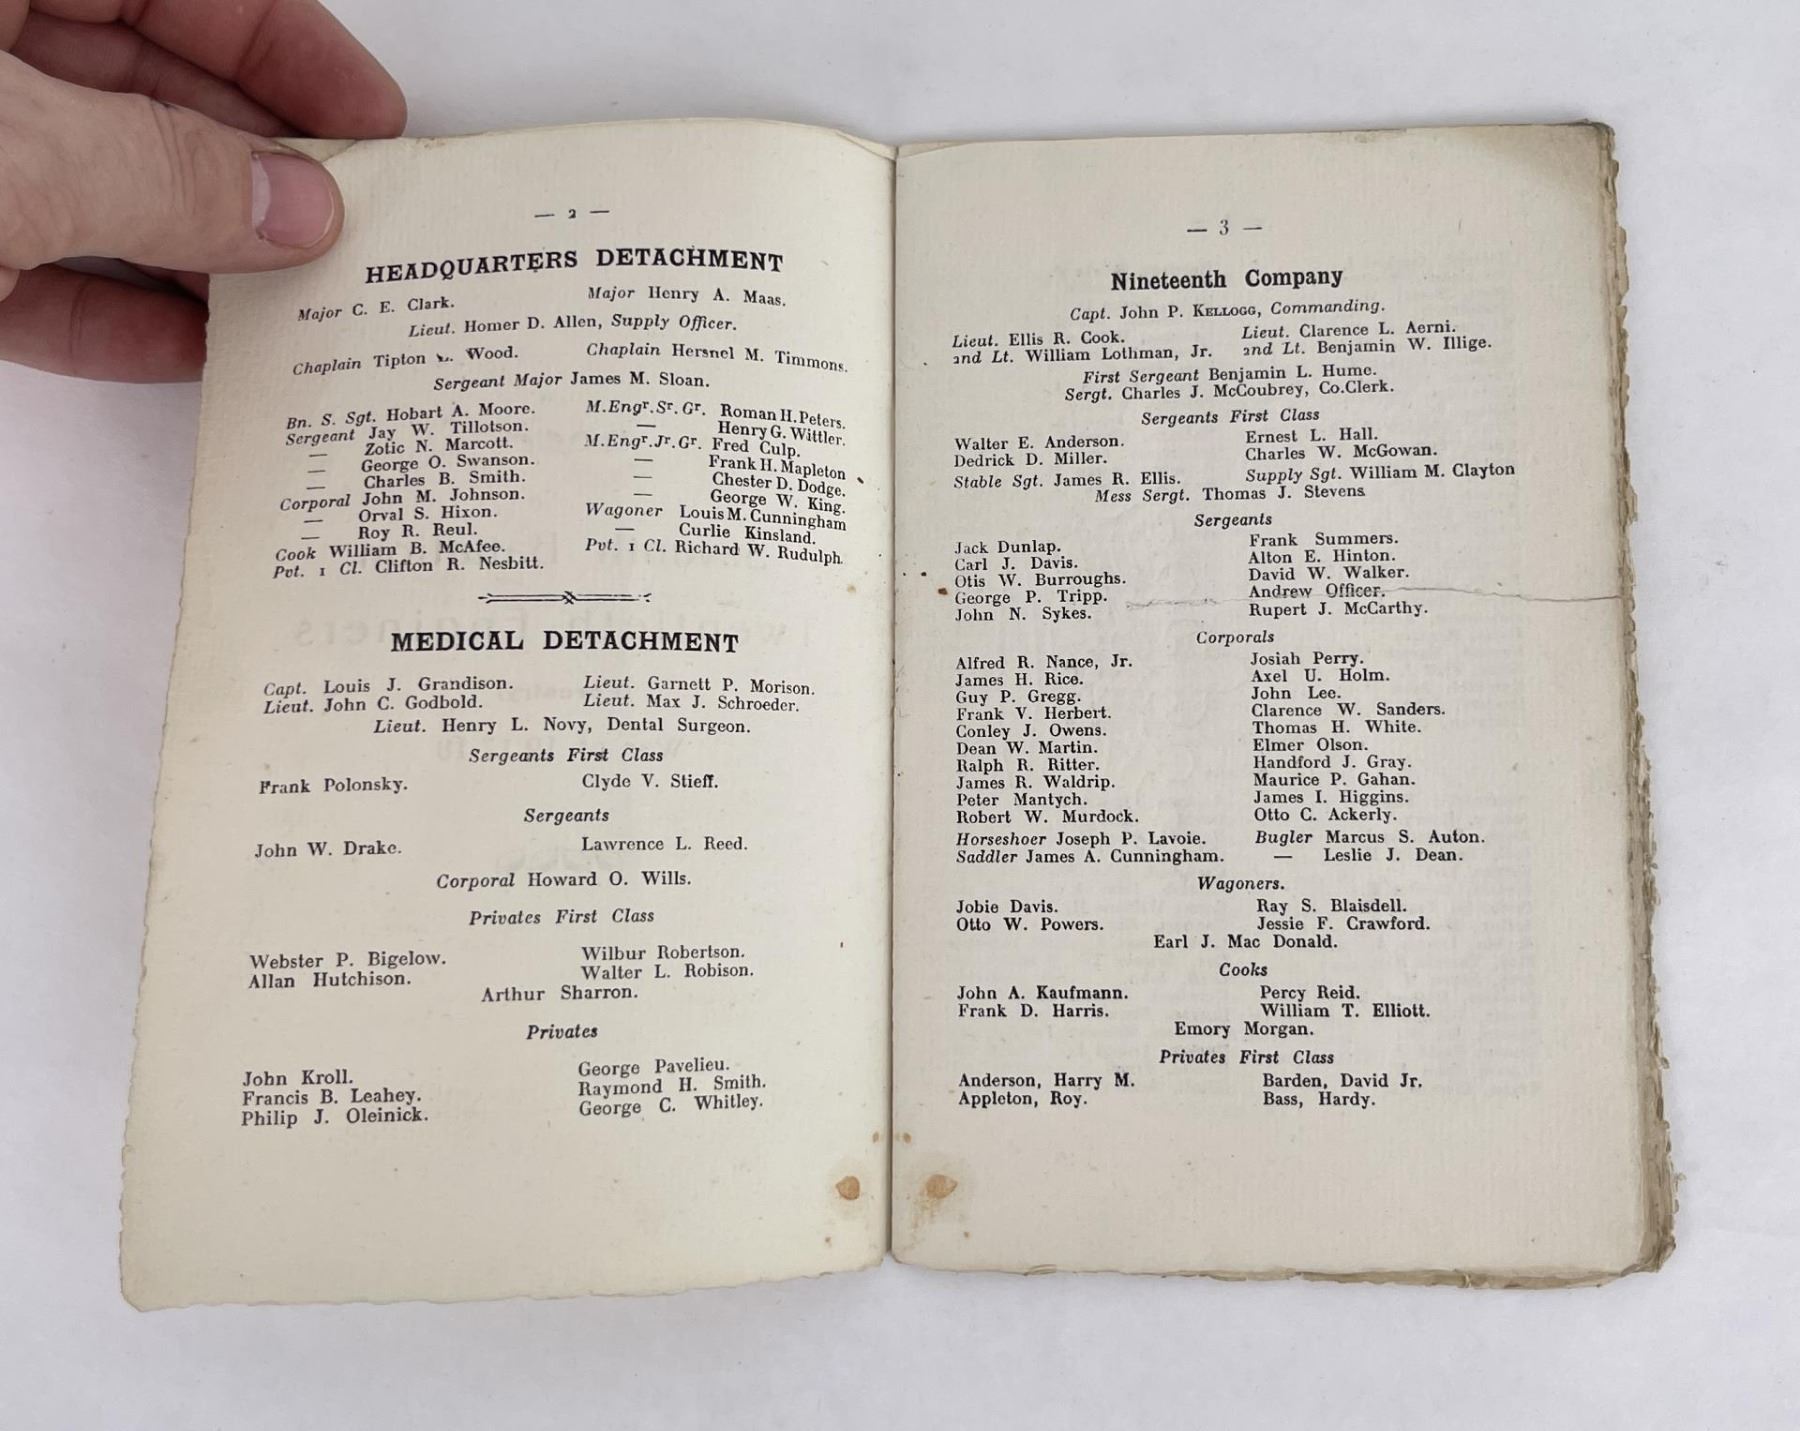 — 2 —
HEADQUARTERS DETACHMENT
Major C. E. Clark. Major Henry A. Maas.
Lieut. Homer D. Allen, Supply Officer.
Chaplain Tipton L. Wood. Chaplain Hersnel M. Timmons.
Sergeant Major James M. Sloan.
Bn. S. Sgt. Hobart A. Moore. M.Engr.Sr.Gr. Roman H. Peters.
Sergeant Jay W. Tillotson. — Henry G. Wittler.
— Zotic N. Marcott. M.Engr.Jr.Gr. Fred Culp.
— George O. Swanson. — Frank H. Mapleton
— Charles B. Smith. — Chester D. Dodge.
Corporal John M. Johnson. — George W. King.
— Orval S. Hixon. Wagoner Louis M. Cunningham
— Roy R. Reul. — Curlie Kinsland.
Cook William B. McAfee. Pvt. 1 Cl. Richard W. Rudulph.
Pvt. 1 Cl. Clifton R. Nesbitt.
MEDICAL DETACHMENT
Capt. Louis J. Grandison. Lieut. Garnett P. Morison.
Lieut. John C. Godbold. Lieut. Max J. Schroeder.
Lieut. Henry L. Novy, Dental Surgeon.
Sergeants First Class
Frank Polonsky. Clyde V. Stieff.
Sergeants
John W. Drake. Lawrence L. Reed.
Corporal Howard O. Wills.
Privates First Class
Webster P. Bigelow. Wilbur Robertson.
Allan Hutchison. Walter L. Robison.
Arthur Sharron.
Privates
John Kroll. George Pavelieu.
Francis B. Leahey. Raymond H. Smith.
Philip J. Oleinick. George C. Whitley.
— 3 —
Nineteenth Company
Capt. John P. KELLOGG, Commanding.
Lieut. Ellis R. Cook. Lieut. Clarence L. Aerni.
2nd Lt. William Lothman, Jr. 2nd Lt. Benjamin W. Illige.
First Sergeant Benjamin L. Hume.
Sergt. Charles J. McCoubrey, Co.Clerk.
Sergeants First Class
Walter E. Anderson. Ernest L. Hall.
Dedrick D. Miller. Charles W. McGowan.
Stable Sgt. James R. Ellis. Supply Sgt. William M. Clayton
Mess Sergt. Thomas J. Stevens
Sergeants
Jack Dunlap. Frank Summers.
Carl J. Davis. Alton E. Hinton.
Otis W. Burroughs. David W. Walker.
George P. Tripp. Andrew Officer.
John N. Sykes. Rupert J. McCarthy.
Corporals
Alfred R. Nance, Jr. Josiah Perry.
James H. Rice. Axel U. Holm.
Guy P. Gregg. John Lee.
Frank V. Herbert. Clarence W. Sanders.
Conley J. Owens. Thomas H. White.
Dean W. Martin. Elmer Olson.
Ralph R. Ritter. Handford J. Gray.
James R. Waldrip. Maurice P. Gahan.
Peter Mantych. James I. Higgins.
Robert W. Murdock. Otto C. Ackerly.
Horseshoer Joseph P. Lavoie. Bugler Marcus S. Auton.
Saddler James A. Cunningham. — Leslie J. Dean.
Wagoners.
Jobie Davis. Ray S. Blaisdell.
Otto W. Powers. Jessie F. Crawford.
Earl J. Mac Donald.
Cooks
John A. Kaufmann. Percy Reid.
Frank D. Harris. William T. Elliott.
Emory Morgan.
Privates First Class
Anderson, Harry M. Barden, David Jr.
Appleton, Roy. Bass, Hardy.